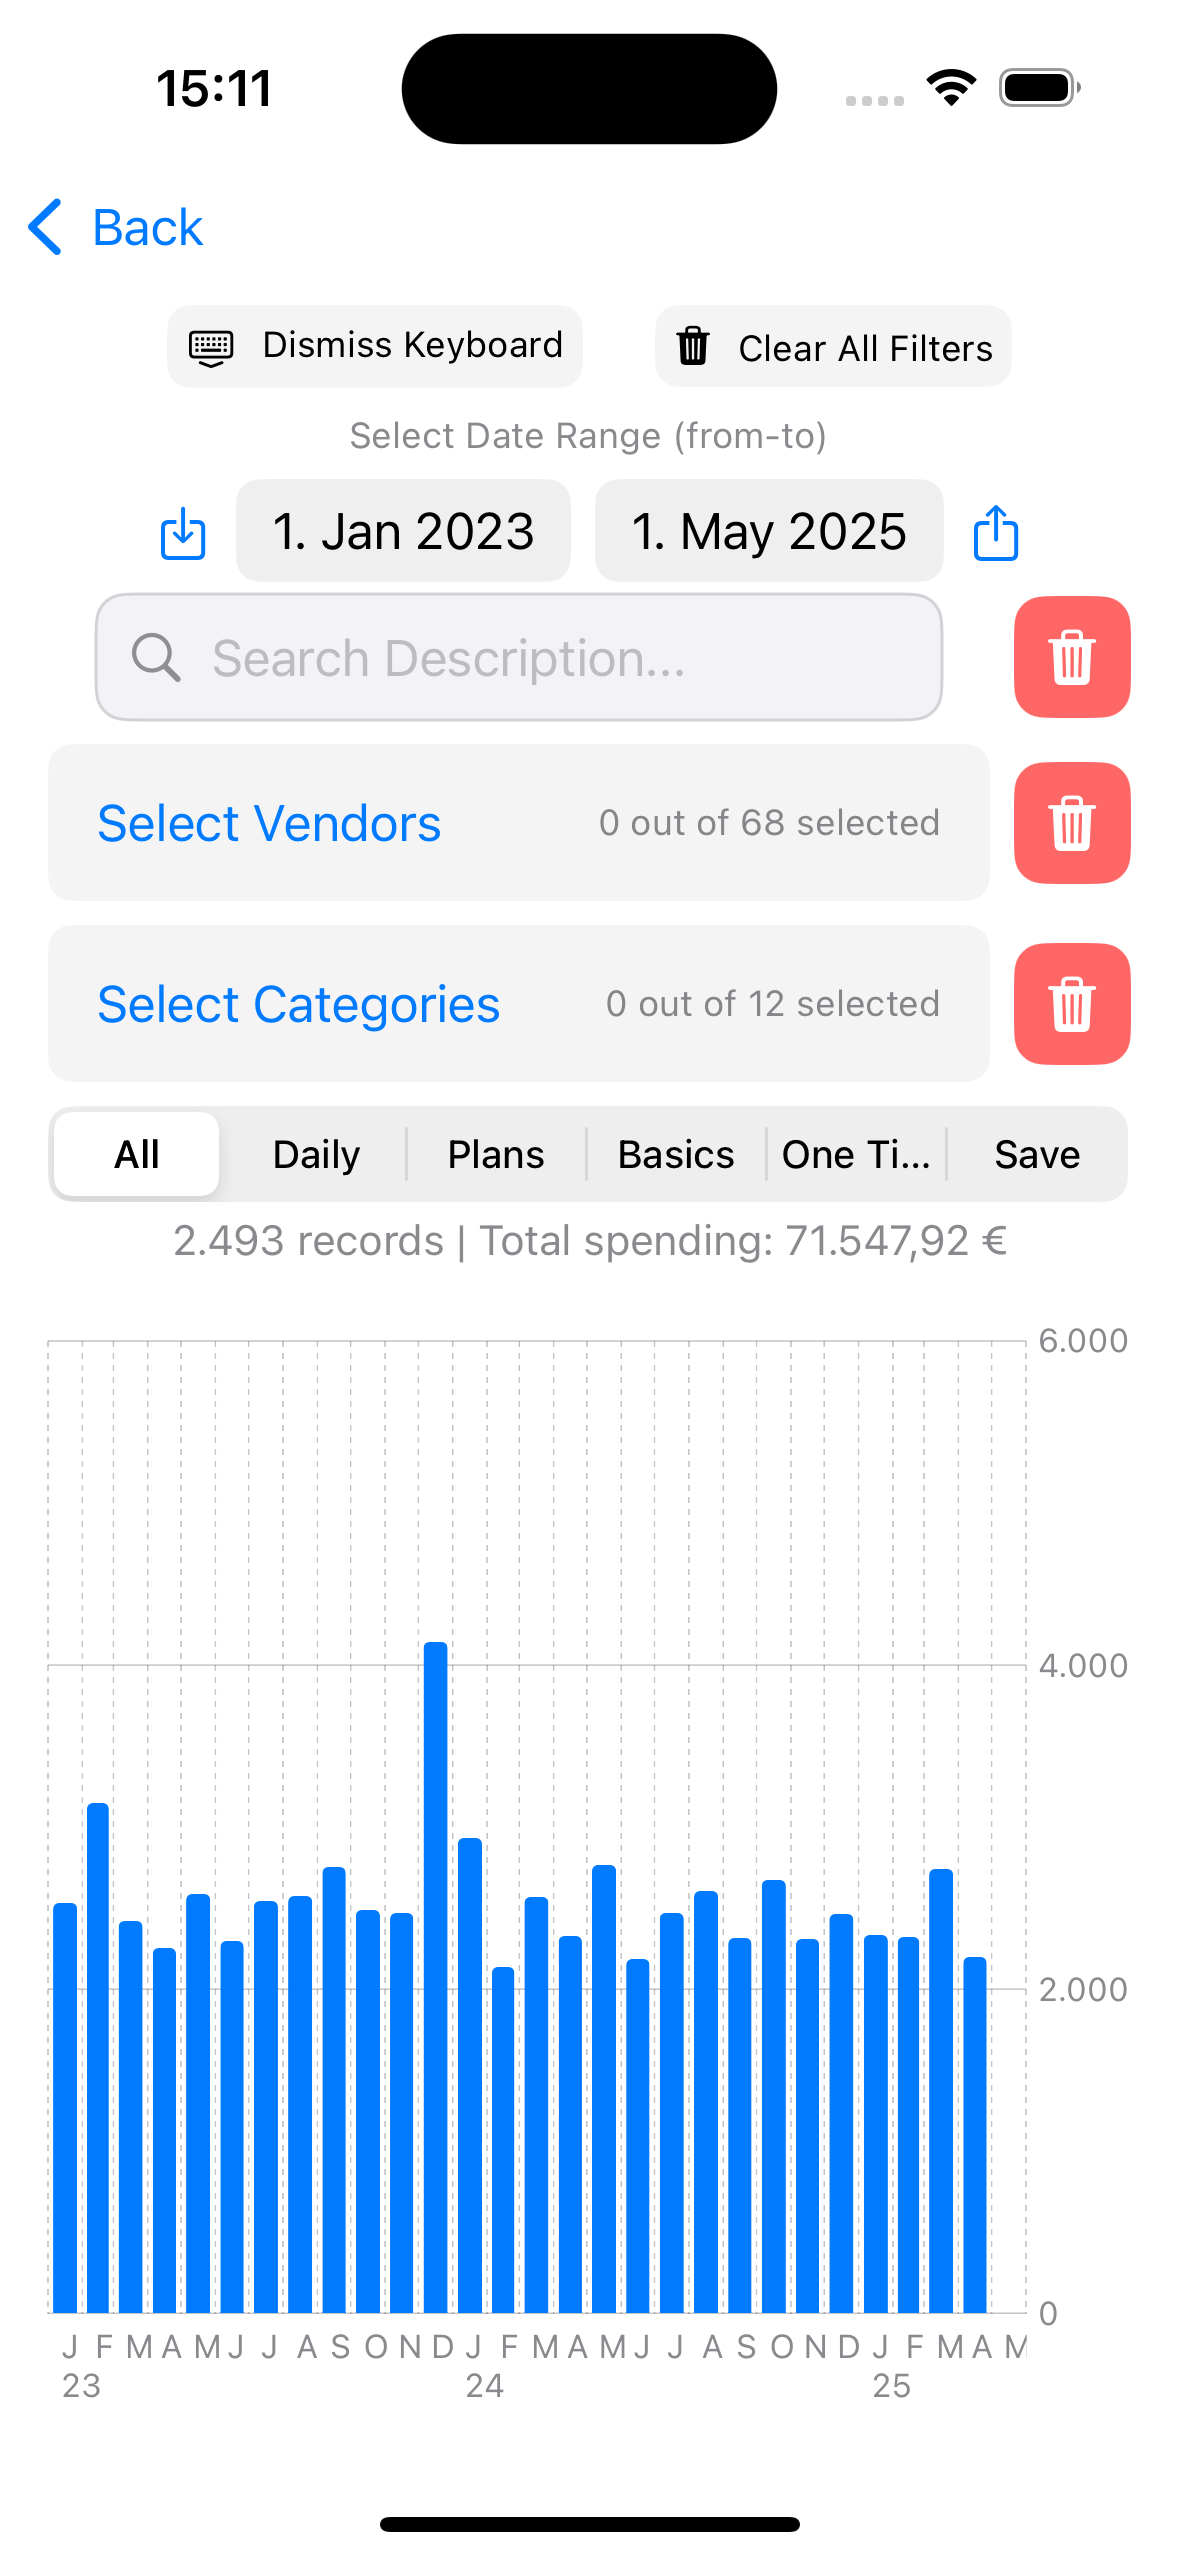 15:11
Back
Dismiss Keyboard
Clear All Filters
Select Date Range (from-to)
1. Jan 2023
1. May 2025
Search Description...
Select Vendors
0 out of 68 selected
Select Categories
0 out of 12 selected
All Daily Plans Basics One Ti... Save
2.493 records | Total spending: 71.547,92 €
6.000
4.000
2.000
0
J F M A M J J A S O N D J F M A M J J A S O N D J F M A M
23 24 25